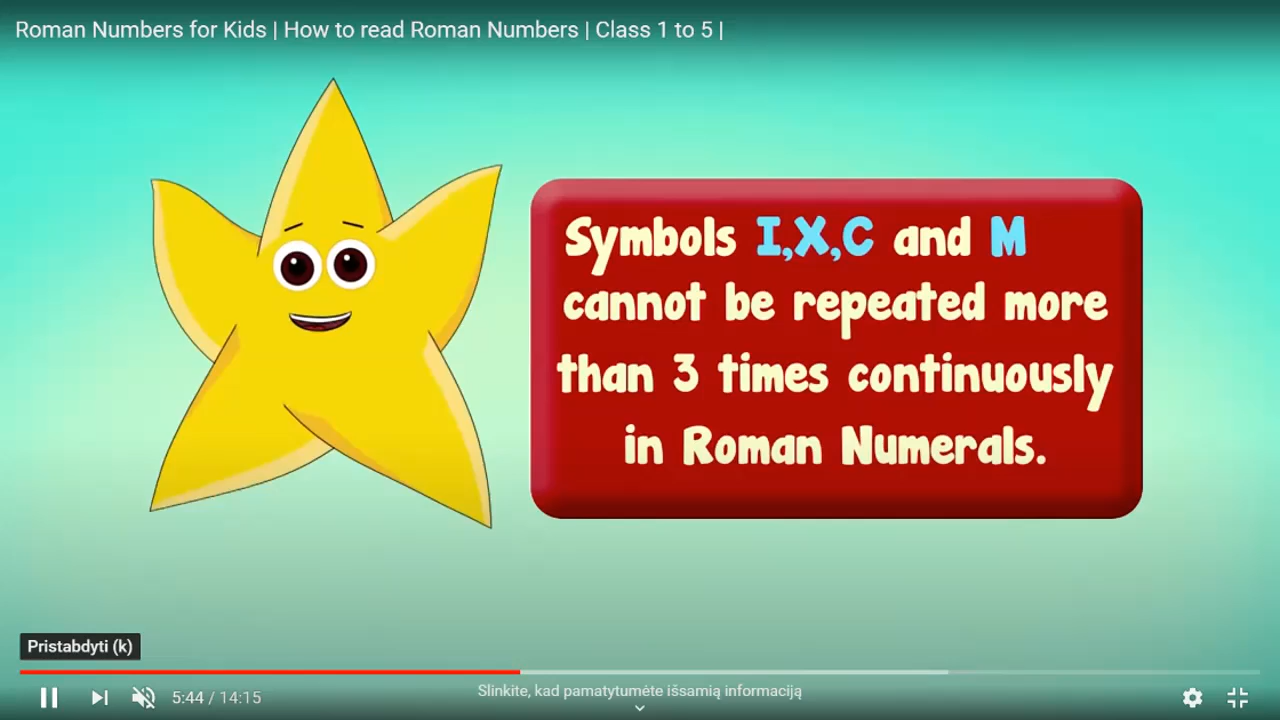 Roman Numbers for Kids | How to read Roman Numbers | Class 1 to 5 |
Symbols I,X,C and M
cannot be repeated more
than 3 times continuously
in Roman Numerals.
Pristabdyti (k)
5:44 / 14:15
Slinkite, kad pamatytumėte išsamią informaciją